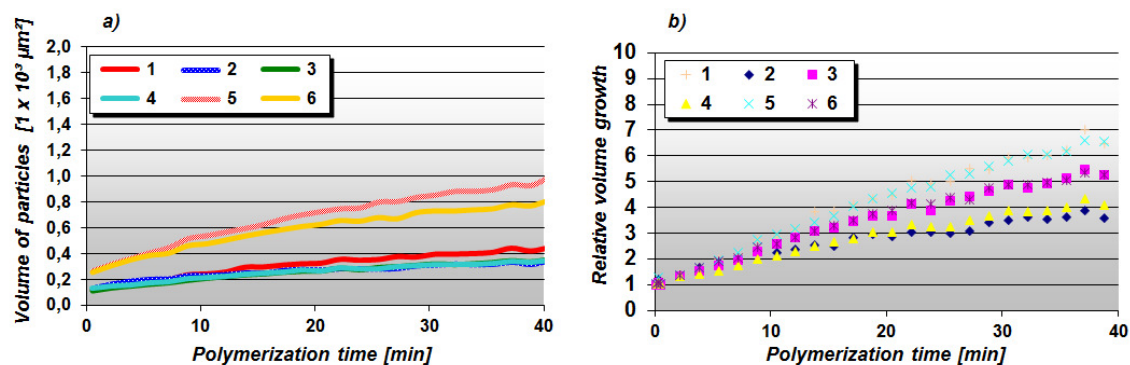 a)
Volume of particles [1 x 10³ µm³]
2,0
1,8
1,6
1,4
1,2
1,0
0,8
0,6
0,4
0,2
0,0
1 2 3
4 5 6
0 10 20 30 40
Polymerization time [min]
b)
Relative volume growth
10
9
8
7
6
5
4
3
2
1
0
1 2 3
4 5 6
0 10 20 30 40
Polymerization time [min]